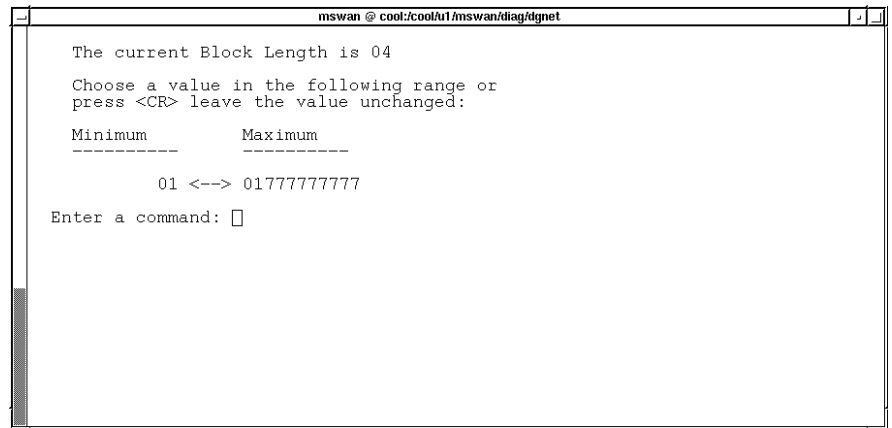 mswan @ cool:/cool/u1/mswan/diag/dgnet
The current Block Length is 04
Choose a value in the following range or
press <CR> leave the value unchanged:
Minimum Maximum
---------- ----------
01 <--> 01777777777
Enter a command: